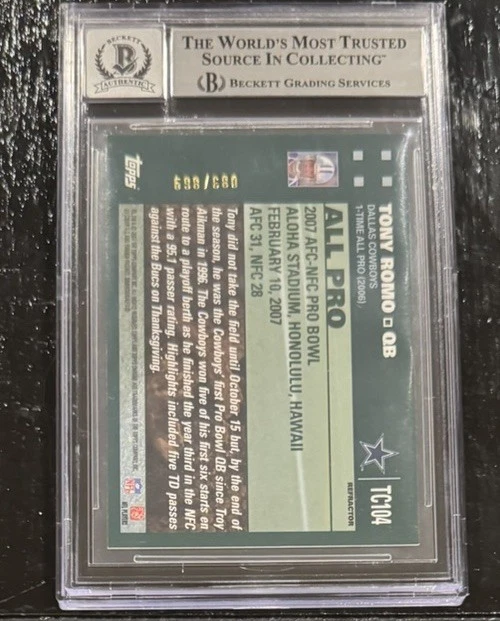 BECKETT
B
AUTHENTIC
THE WORLD'S MOST TRUSTED
SOURCE IN COLLECTING™
B BECKETT GRADING SERVICES
TONY ROMO QB
DALLAS COWBOYS
1-TIME ALL PRO (2006)
TC104
REFRACTOR
ALL PRO
2007 AFC-NFC PRO BOWL
ALOHA STADIUM, HONOLULU, HAWAII
FEBRUARY 10, 2007
AFC 31, NFC 28
Tony did not take the field until October 15 but, by the end of
the season, he was the Cowboys' first Pro Bowl QB since Troy
Aikman in 1996. The Cowboys won five of his first six starts en
route to a playoff berth as he finished the year third in the NFC
with a 95.1 passer rating. Highlights included five TD passes
against the Bucs on Thanksgiving.
Topps
NFL PLAYERS